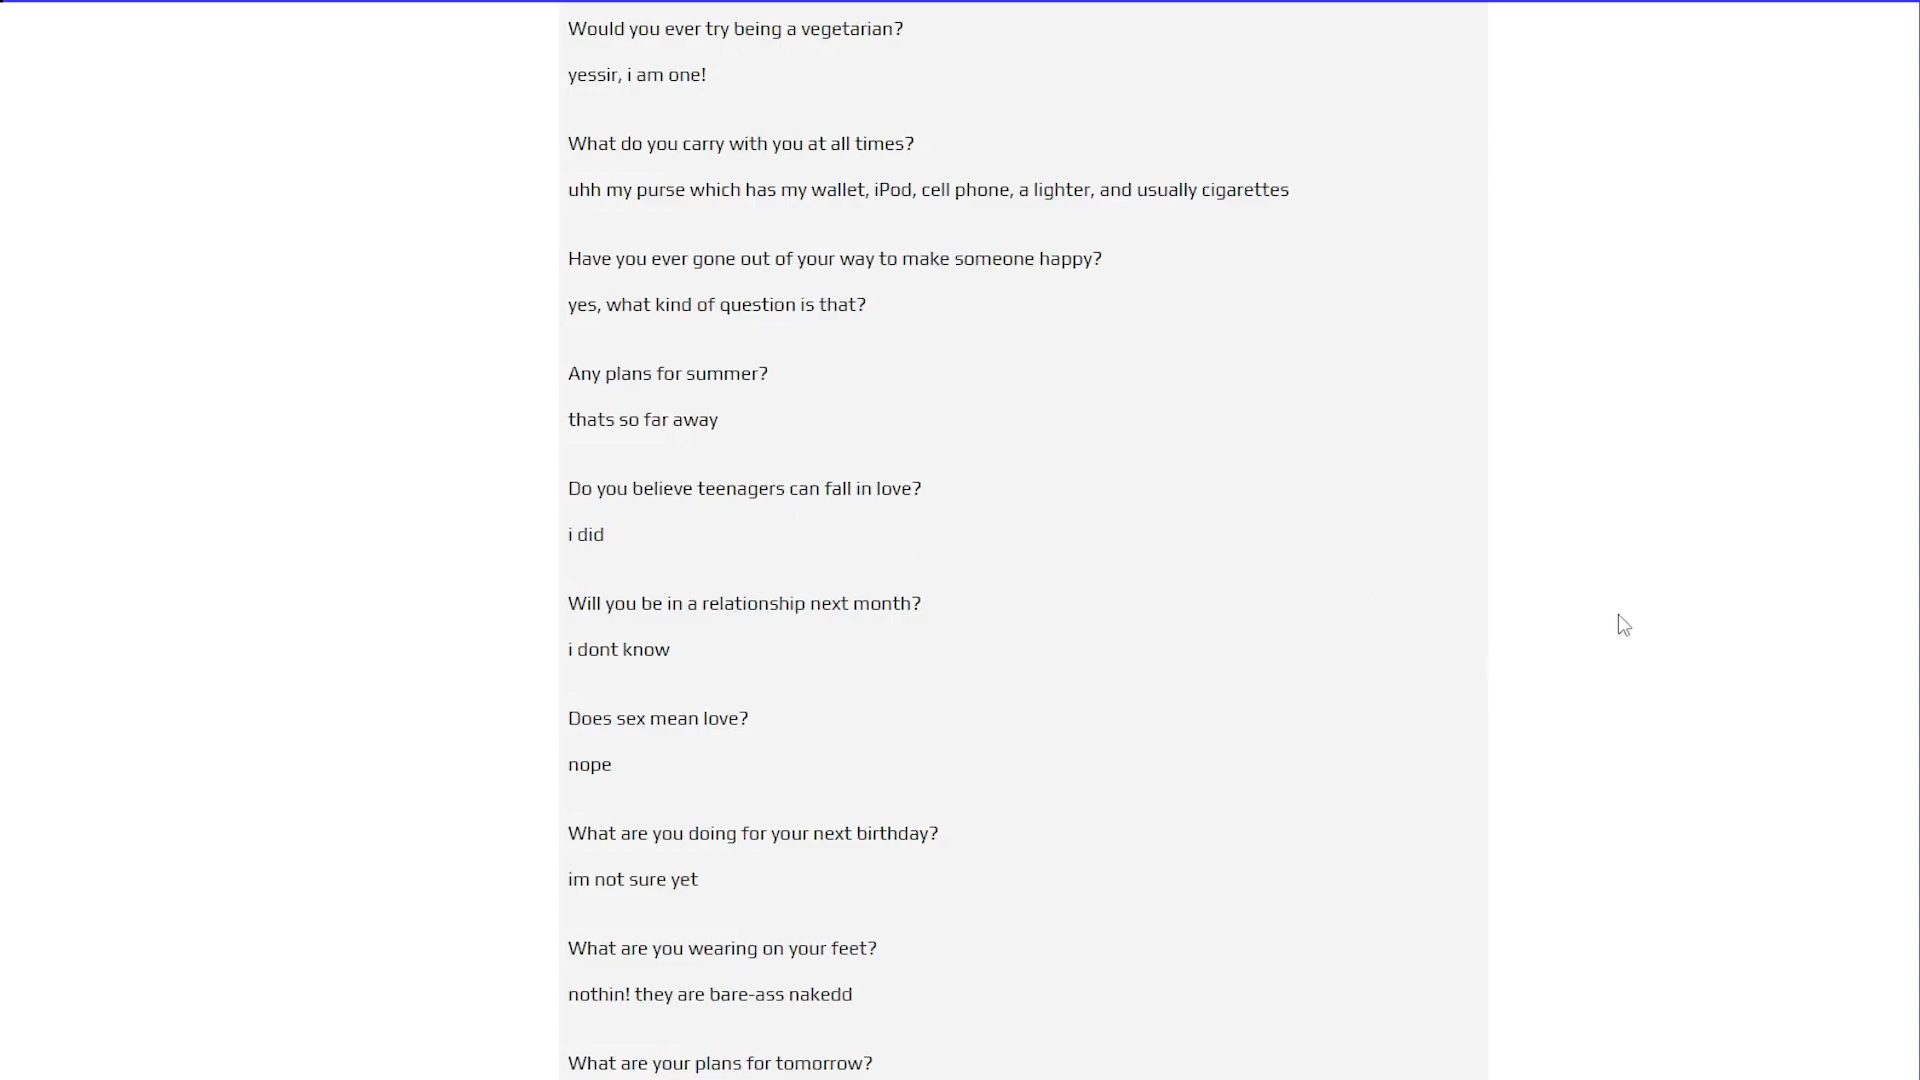 Would you ever try being a vegetarian?
yessir, i am one!
What do you carry with you at all times?
uhh my purse which has my wallet, iPod, cell phone, a lighter, and usually cigarettes
Have you ever gone out of your way to make someone happy?
yes, what kind of question is that?
Any plans for summer?
thats so far away
Do you believe teenagers can fall in love?
i did
Will you be in a relationship next month?
i dont know
Does sex mean love?
nope
What are you doing for your next birthday?
im not sure yet
What are you wearing on your feet?
nothin! they are bare-ass nakedd
What are your plans for tomorrow?